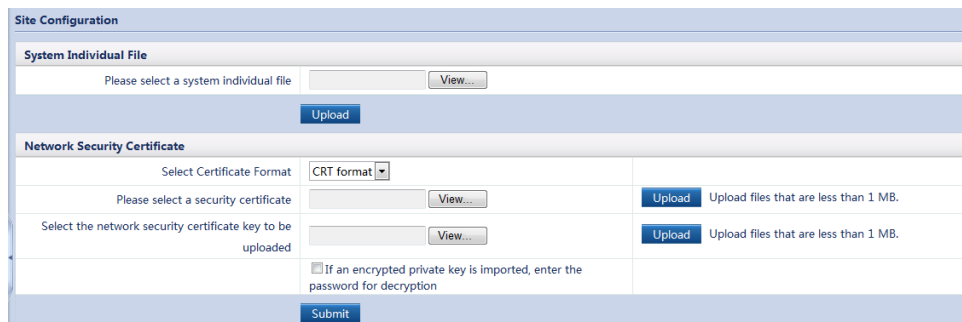 Site Configuration
System Individual File
Please select a system individual file
View...
Upload
Network Security Certificate
Select Certificate Format
CRT format
Please select a security certificate
View...
Upload
Upload files that are less than 1 MB.
Select the network security certificate key to be
uploaded
View...
Upload
Upload files that are less than 1 MB.
If an encrypted private key is imported, enter the
password for decryption
Submit